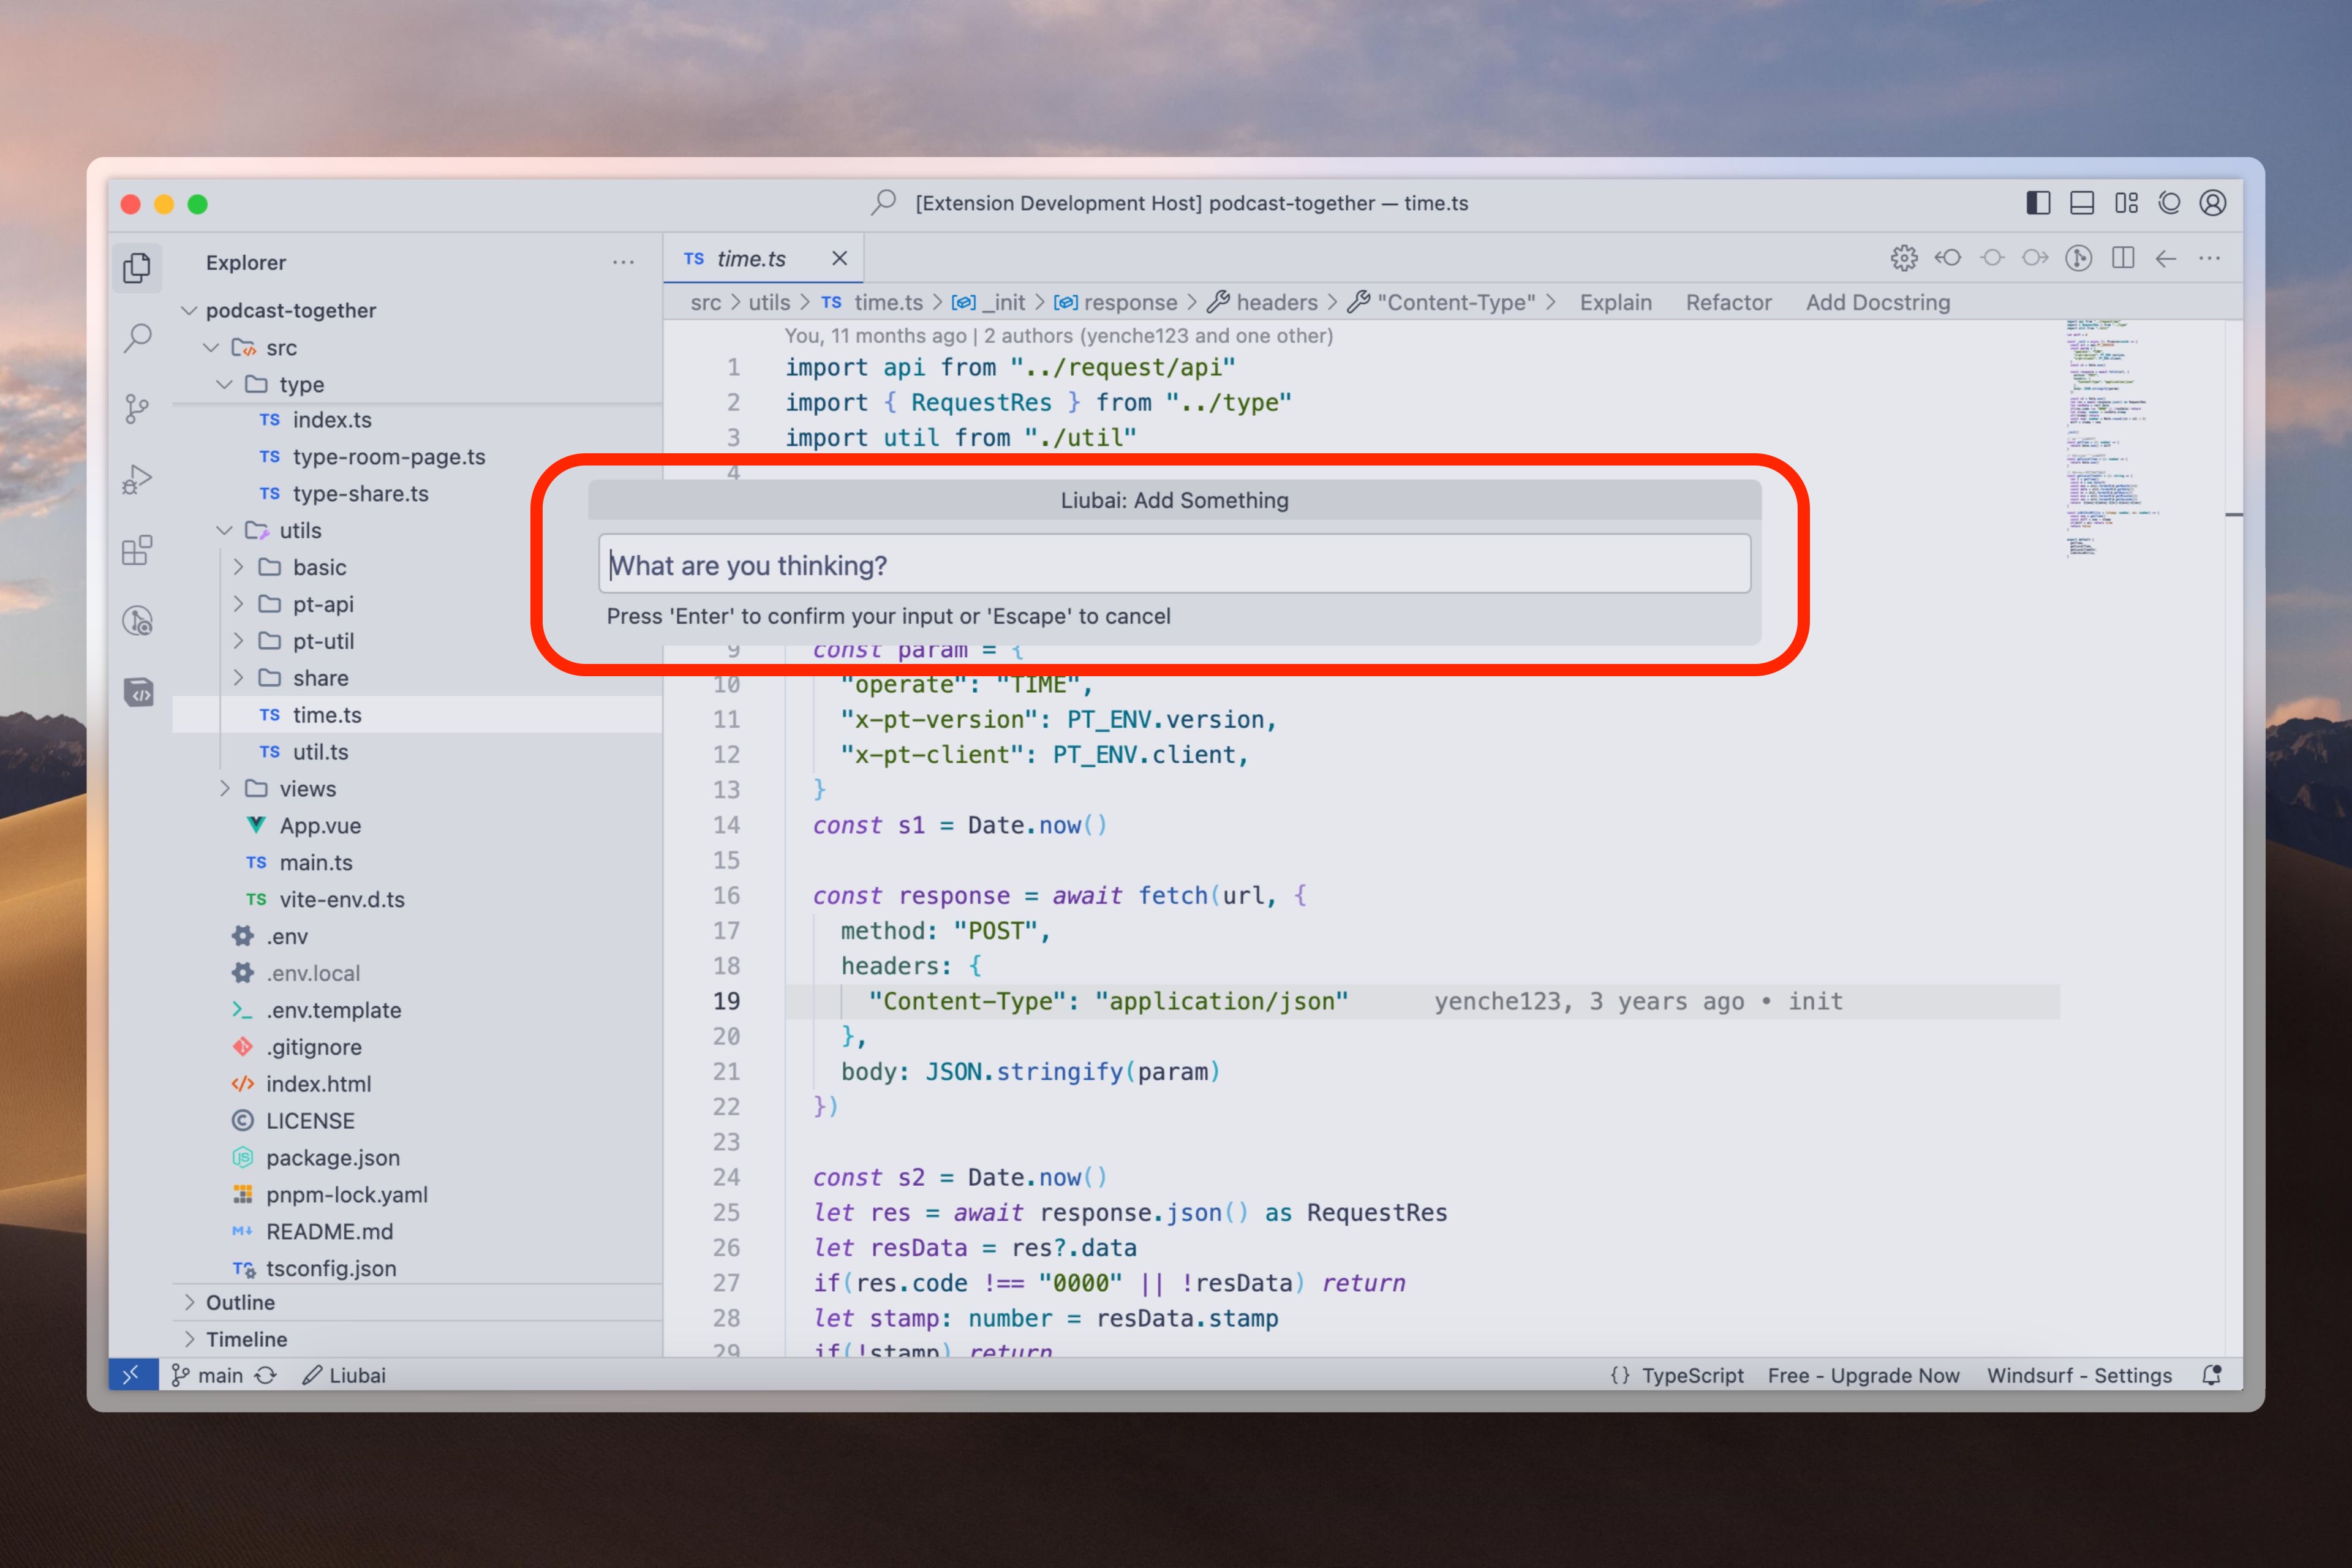 [Extension Development Host] podcast-together — time.ts
Explorer
podcast-together
src
type
index.ts
type-room-page.ts
type-share.ts
utils
basic
pt-api
pt-util
share
time.ts
util.ts
views
App.vue
main.ts
vite-env.d.ts
.env
.env.local
.env.template
.gitignore
index.html
LICENSE
package.json
pnpm-lock.yaml
README.md
tsconfig.json
Outline
Timeline
TS time.ts
src > utils > TS time.ts > _init > response > headers > "Content-Type" > Explain Refactor Add Docstring
You, 11 months ago | 2 authors (yenche123 and one other)
1 import api from "../request/api"
2 import { RequestRes } from "../type"
3 import util from "./util"
4
Liubai: Add Something
What are you thinking?
Press 'Enter' to confirm your input or 'Escape' to cancel
9 const param = {
10 "operate": "TIME",
11 "x-pt-version": PT_ENV.version,
12 "x-pt-client": PT_ENV.client,
13 }
14 const s1 = Date.now()
15
16 const response = await fetch(url, {
17 method: "POST",
18 headers: {
19 "Content-Type": "application/json" yenche123, 3 years ago • init
20 },
21 body: JSON.stringify(param)
22 })
23
24 const s2 = Date.now()
25 let res = await response.json() as RequestRes
26 let resData = res?.data
27 if(res.code !== "0000" || !resData) return
28 let stamp: number = resData.stamp
29 if(!stamp) return
main Liubai
{} TypeScript Free - Upgrade Now Windsurf - Settings